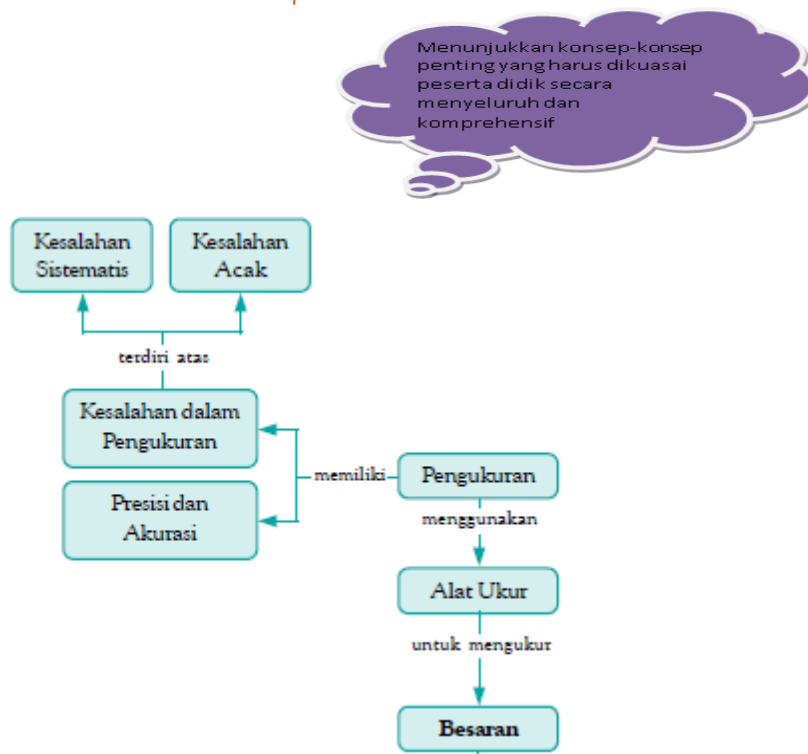 Menunjukkan konsep-konsep
penting yang harus dikuasai
peserta didik secara
menyeluruh dan
komprehensif
Kesalahan
Sistematis
Kesalahan
Acak
terdiri atas
Kesalahan dalam
Pengukuran
memiliki
Pengukuran
Presisi dan
Akurasi
menggunakan
Alat Ukur
untuk mengukur
Besaran